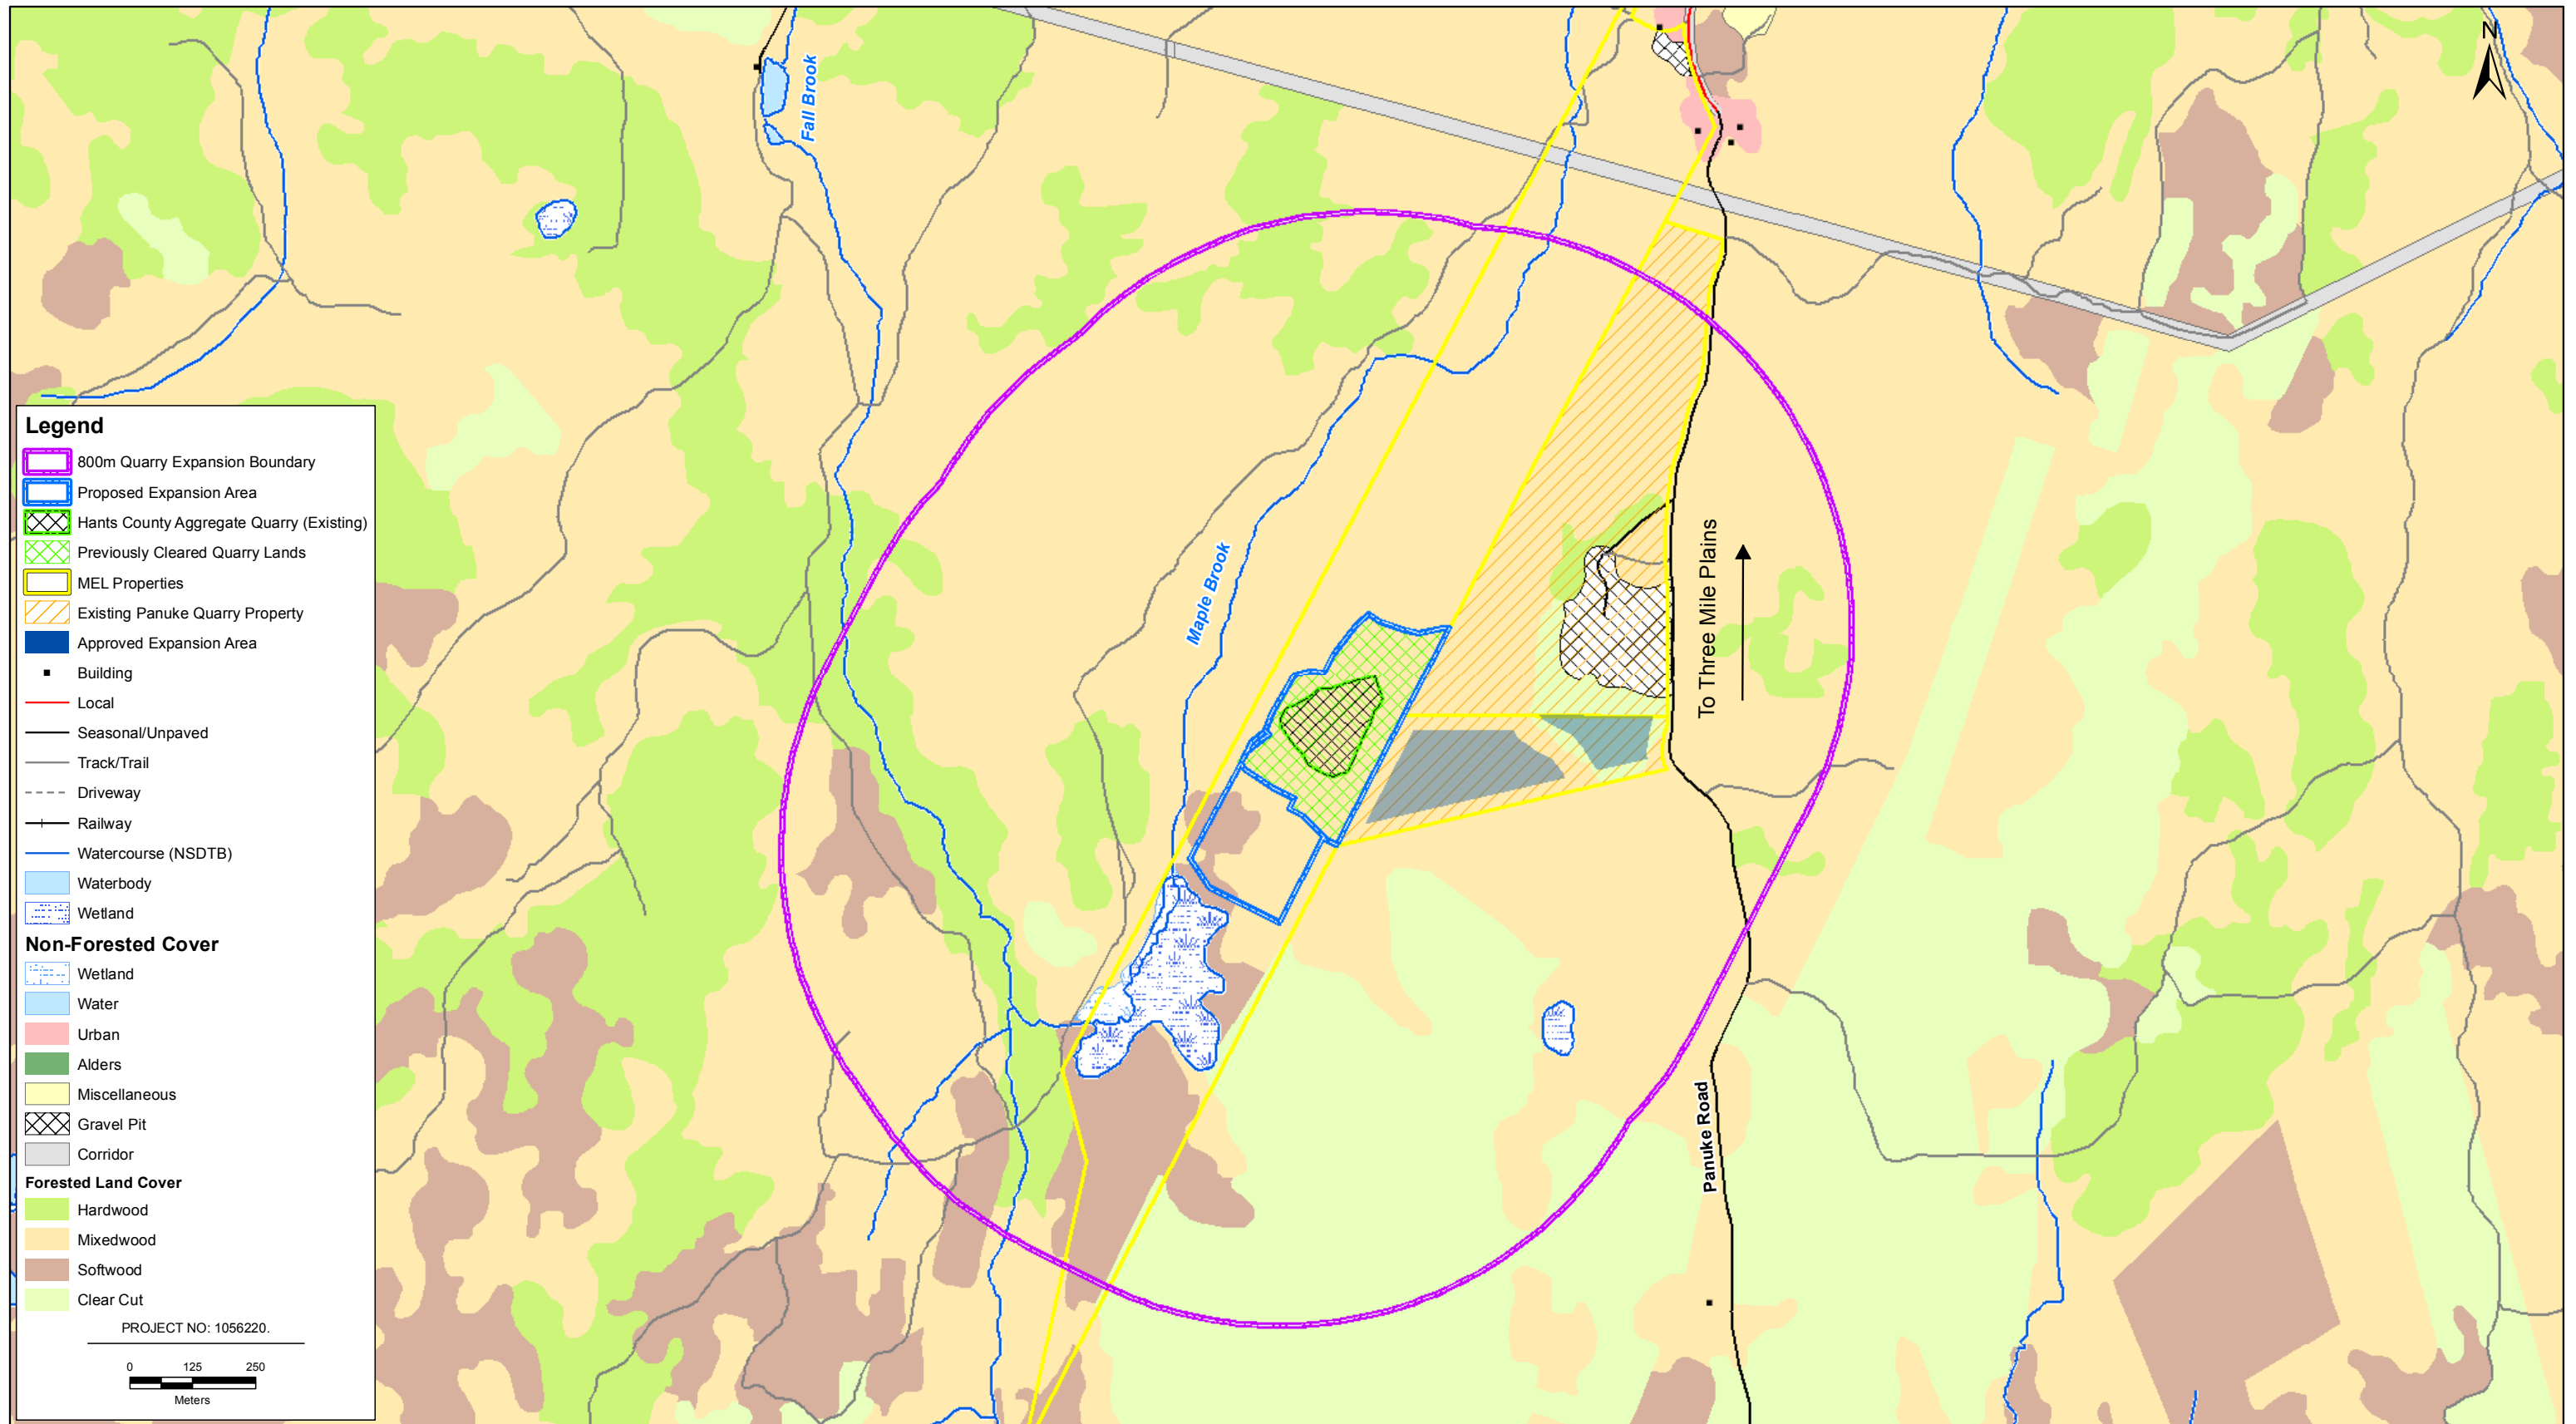 N
Fall Brook
Maple Brook
To Three Mile Plains
Panuke Road
Legend
800m Quarry Expansion Boundary
Proposed Expansion Area
Hants County Aggregate Quarry (Existing)
Previously Cleared Quarry Lands
MEL Properties
Existing Panuke Quarry Property
Approved Expansion Area
Building
Local
Seasonal/Unpaved
Track/Trail
Driveway
Railway
Watercourse (NSDTB)
Waterbody
Wetland
Non-Forested Cover
Wetland
Water
Urban
Alders
Miscellaneous
Gravel Pit
Corridor
Forested Land Cover
Hardwood
Mixedwood
Softwood
Clear Cut
PROJECT NO: 1056220.
0 125 250
Meters